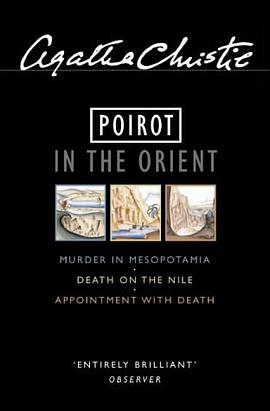 Agatha Christie
POIROT
IN THE ORIENT
MURDER IN MESOPOTAMIA
DEATH ON THE NILE
APPOINTMENT WITH DEATH
'ENTIRELY BRILLIANT'
OBSERVER